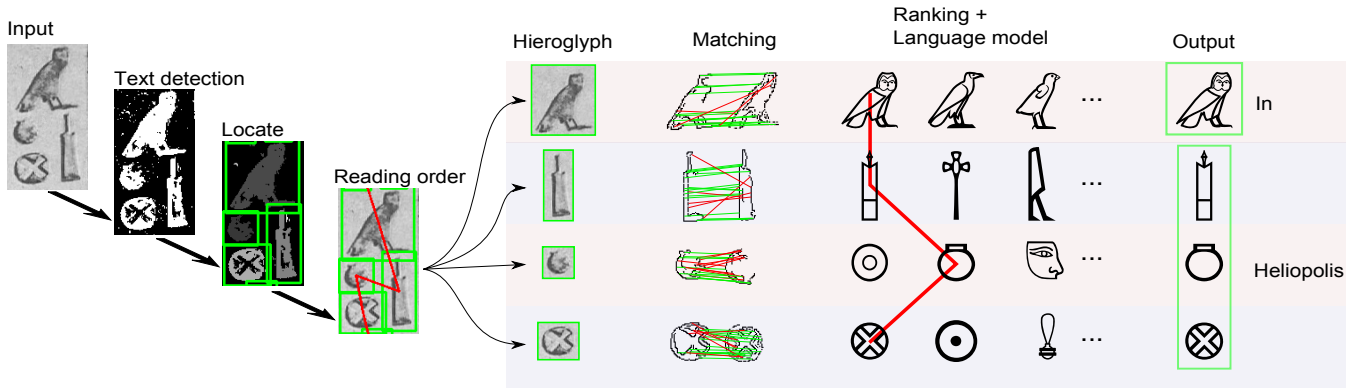 Input
Text detection
Locate
Reading order
Hieroglyph
Matching
Ranking +
Language model
Output
...
𓅓 In
...
𓉺
...
𓏌 Heliopolis
...
𓊖